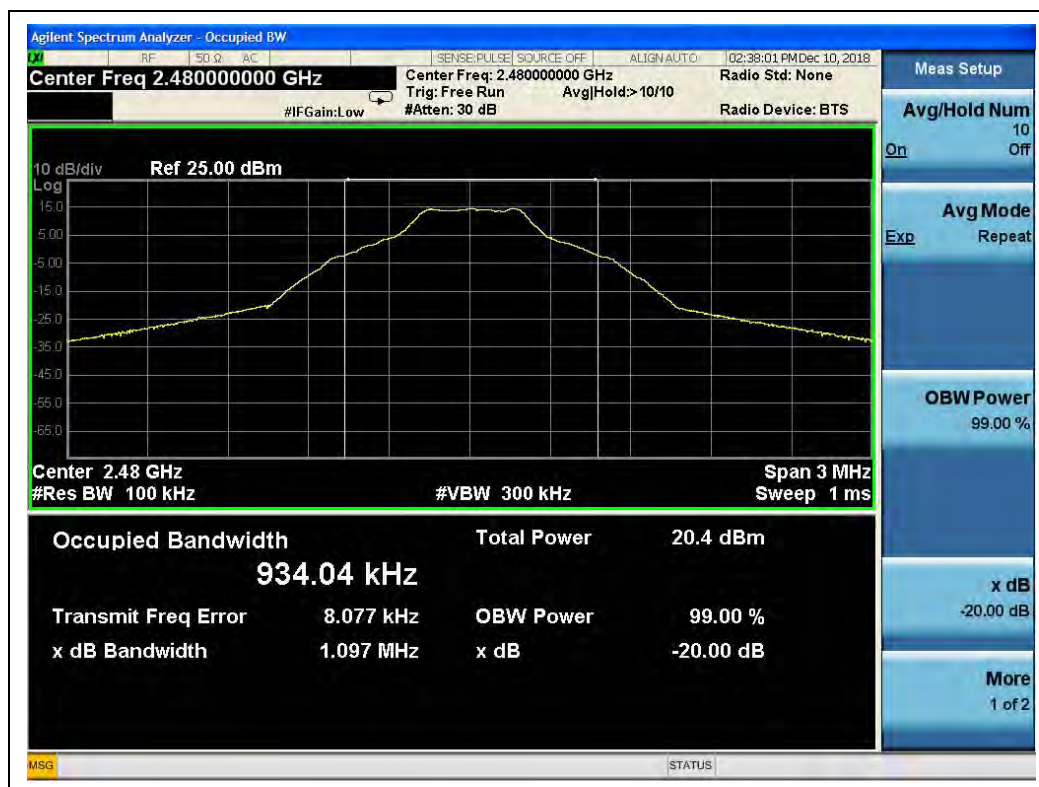 Agilent Spectrum Analyzer - Occupied BW
LXI RF 50 Ω AC SENSE:PULSE SOURCE OFF ALIGN AUTO 02:38:01 PM Dec 10, 2018
Center Freq 2.480000000 GHz
Center Freq: 2.480000000 GHz
Radio Std: None
Trig: Free Run Avg|Hold:> 10/10
#IFGain:Low
#Atten: 30 dB
Radio Device: BTS
10 dB/div Ref 25.00 dBm
Log
15.0
5.00
-5.00
-15.0
-25.0
-35.0
-45.0
-55.0
-65.0
Center 2.48 GHz
Span 3 MHz
#Res BW 100 kHz
#VBW 300 kHz
Sweep 1 ms
Occupied Bandwidth
934.04 kHz
Total Power 20.4 dBm
Transmit Freq Error 8.077 kHz
OBW Power 99.00 %
x dB Bandwidth 1.097 MHz
x dB -20.00 dB
Meas Setup
Avg/Hold Num
10
On Off
Avg Mode
Exp Repeat
OBW Power
99.00 %
x dB
-20.00 dB
More
1 of 2
MSG
STATUS